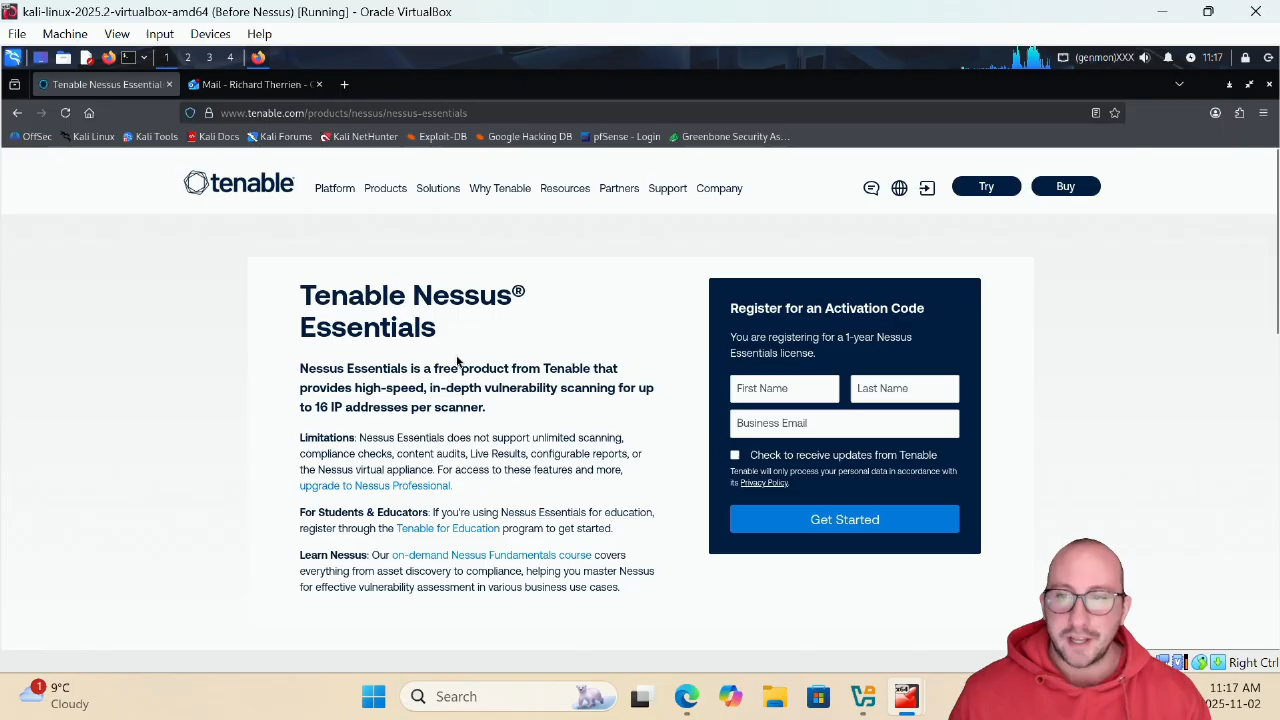 kali-linux-2025.2-virtualbox-amd64 (Before Nessus) [Running] - Oracle VirtualBox
File Machine View Input Devices Help
1 2 3 4 (genmon)XXX 11:17
Tenable Nessus Essential Mail - Richard Therrien -
www.tenable.com/products/nessus/nessus-essentials
OffSec Kali Linux Kali Tools Kali Docs Kali Forums Kali NetHunter Exploit-DB Google Hacking DB pfSense - Login Greenbone Security As...
tenable Platform Products Solutions Why Tenable Resources Partners Support Company Try Buy
Tenable Nessus®
Essentials
Nessus Essentials is a free product from Tenable that
provides high-speed, in-depth vulnerability scanning for up
to 16 IP addresses per scanner.
Limitations: Nessus Essentials does not support unlimited scanning,
compliance checks, content audits, Live Results, configurable reports, or
the Nessus virtual appliance. For access to these features and more,
upgrade to Nessus Professional.
For Students & Educators: If you're using Nessus Essentials for education,
register through the Tenable for Education program to get started.
Learn Nessus: Our on-demand Nessus Fundamentals course covers
everything from asset discovery to compliance, helping you master Nessus
for effective vulnerability assessment in various business use cases.
Register for an Activation Code
You are registering for a 1-year Nessus
Essentials license.
First Name Last Name
Business Email
Check to receive updates from Tenable
Tenable will only process your personal data in accordance with
its Privacy Policy.
Get Started
Right Ctrl
1 9°C
Cloudy
Search
x64
11:17 AM
2025-11-02